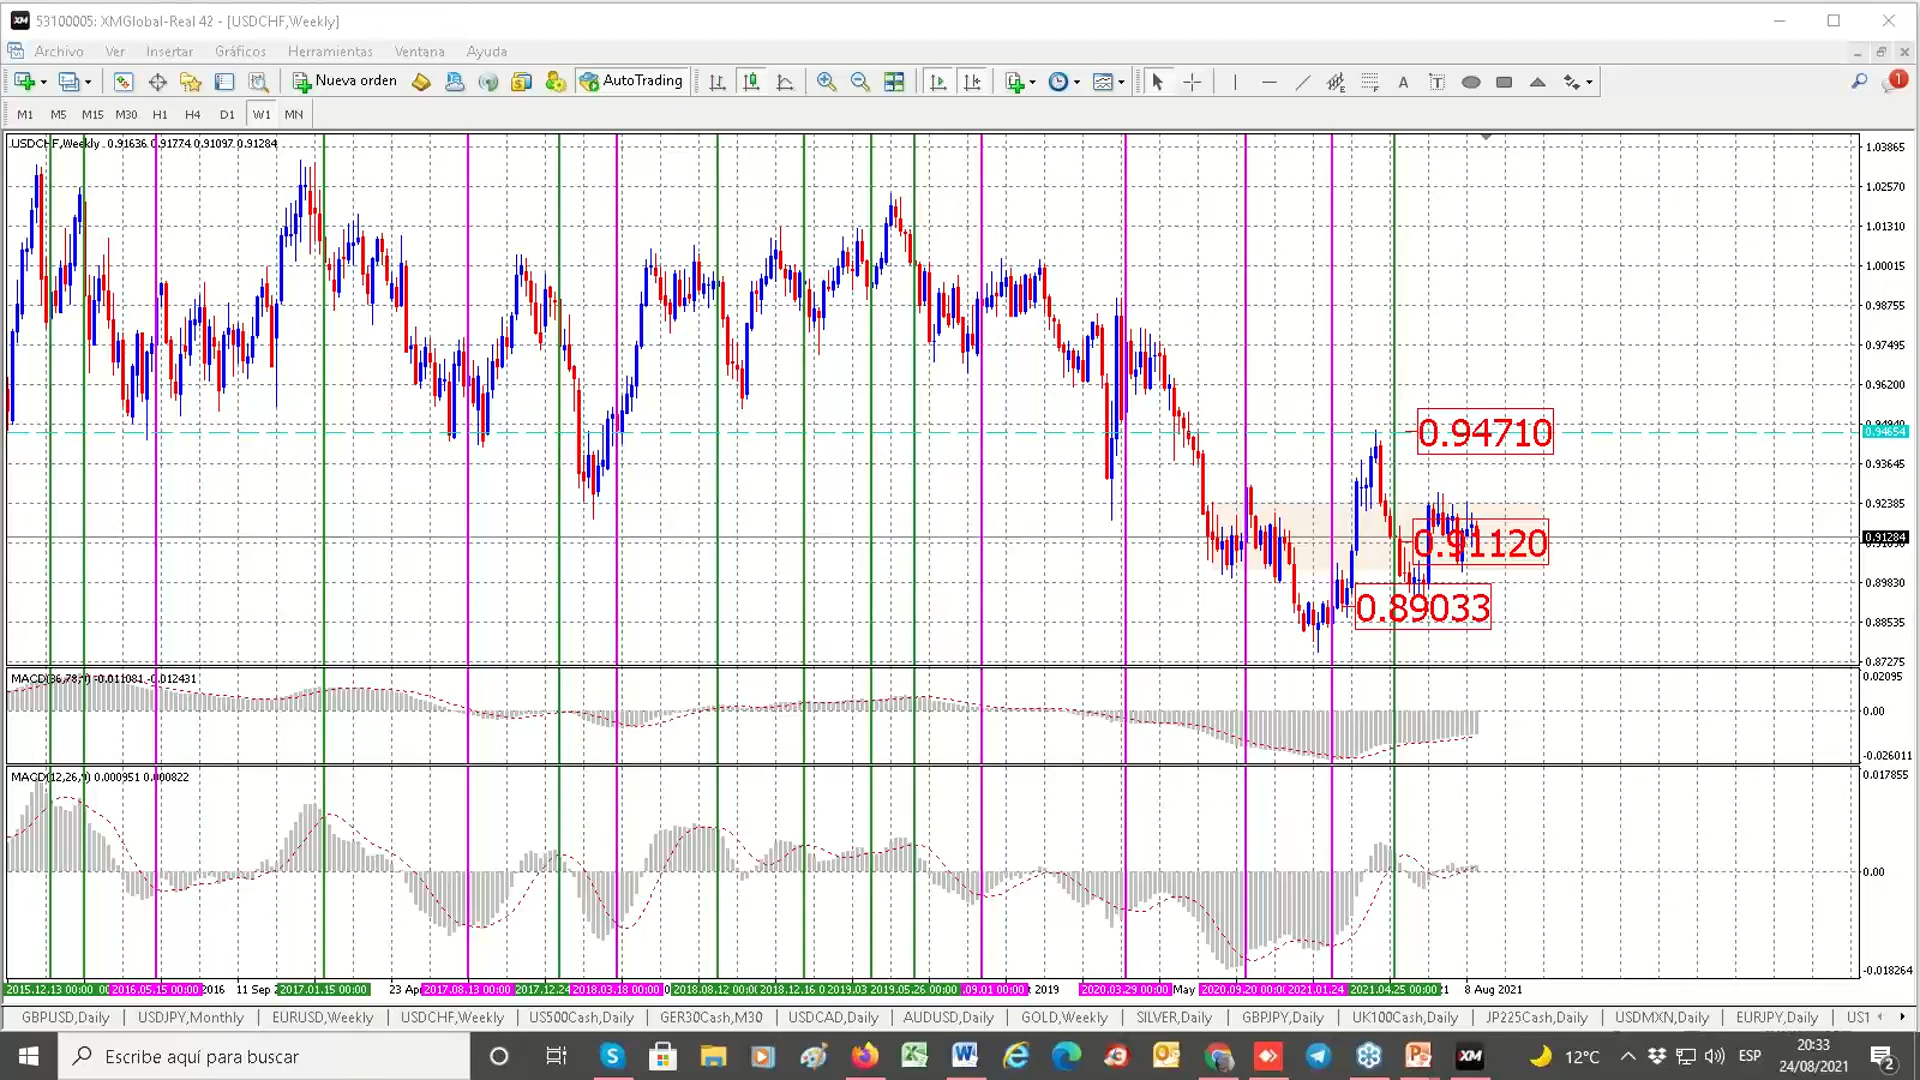 53100005: XMGlobal-Real 42 - [USDCHF,Weekly]
Archivo Ver Insertar Gráficos Herramientas Ventana Ayuda
Nueva orden AutoTrading 1
M1 M5 M15 M30 H1 H4 D1 W1 MN
USDCHF,Weekly 0.91636 0.91774 0.91097 0.91284
1.03865
1.02570
1.01310
1.00015
0.98755
0.97495
0.96200
0.94654
0.94710
0.93645
0.92385
0.91284
0.91120
0.89830
0.89033
0.88535
0.87275
MACD(36,78,9) -0.011081 -0.012431
0.02095
0.00
-0.026011
MACD(12,26,9) 0.000951 0.000822
0.017855
0.00
-0.018264
2015.12.13 00:00 2016.05.15 00:00 2016 11 Sep 2017.01.15 00:00 23 Ap 2017.08.13 00:00 2017.12.24 2018.03.18 00:00 2018.08.12 00:00 2018.12.16 2019.03 2019.05.26 00:00 .09.01 00:00 2019 2020.03.29 00:00 May 2020.09.20 00:00 2021.01.24 2021.04.25 00:00 8 Aug 2021
GBPUSD,Daily USDJPY,Monthly EURUSD,Weekly USDCHF,Weekly US500Cash,Daily GER30Cash,M30 USDCAD,Daily AUDUSD,Daily GOLD,Weekly SILVER,Daily GBPJPY,Daily UK100Cash,Daily JP225Cash,Daily USDMXN,Daily EURJPY,Daily US1
Escribe aquí para buscar
12°C ESP 20:33
24/08/2021
2